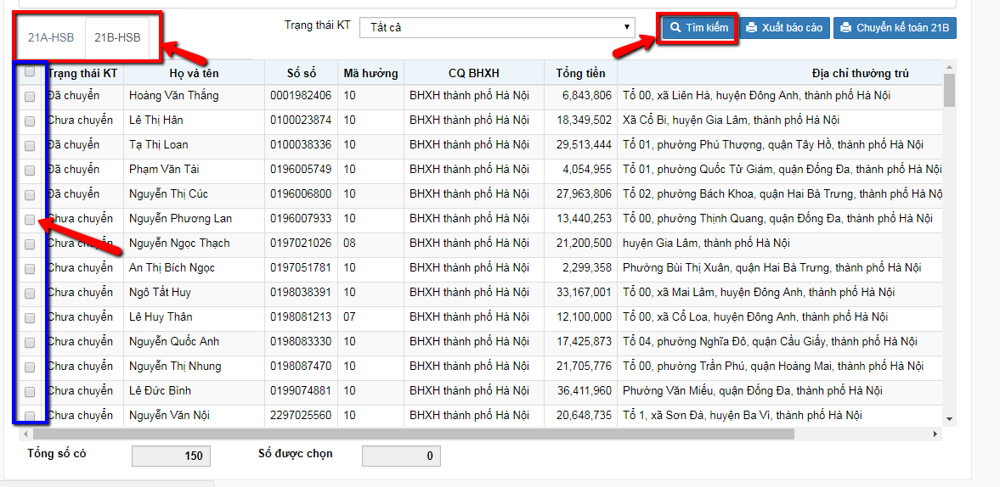 21A-HSB 21B-HSB Trạng thái KT Tất cả Tìm kiếm Xuất báo cáo Chuyển kế toán 21B
Trạng thái KT Họ và tên Số sổ Mã hưởng CQ BHXH Tổng tiền Địa chỉ thường trú
Đã chuyển Hoàng Văn Thắng 0001982406 10 BHXH thành phố Hà Nội 6,843,806 Tổ 00, xã Liên Hà, huyện Đông Anh, thành phố Hà Nội
Chưa chuyển Lê Thị Hân 0100023874 10 BHXH thành phố Hà Nội 18,349,502 Xã Cổ Bi, huyện Gia Lâm, thành phố Hà Nội
Đã chuyển Tạ Thị Loan 0100038336 10 BHXH thành phố Hà Nội 29,513,444 Tổ 01, phường Phú Thượng, quận Tây Hồ, thành phố Hà Nội
Đã chuyển Phạm Văn Tài 0196005749 10 BHXH thành phố Hà Nội 4,054,955 Tổ 01, phường Quốc Tử Giám, quận Đống Đa, thành phố Hà Nội
Đã chuyển Nguyễn Thị Cúc 0196006800 10 BHXH thành phố Hà Nội 27,963,806 Tổ 02, phường Bách Khoa, quận Hai Bà Trưng, thành phố Hà Nộ
Chưa chuyển Nguyễn Phương Lan 0196007933 10 BHXH thành phố Hà Nội 13,440,253 Tổ 00, phường Thịnh Quang, quận Đống Đa, thành phố Hà Nội
Chưa chuyển Nguyễn Ngọc Thạch 0197021026 08 BHXH thành phố Hà Nội 21,200,500 huyện Gia Lâm, thành phố Hà Nội
Chưa chuyển An Thị Bích Ngọc 0197051781 10 BHXH thành phố Hà Nội 2,299,358 Phường Bùi Thị Xuân, quận Hai Bà Trưng, thành phố Hà Nội
Chưa chuyển Ngô Tất Huy 0198038391 10 BHXH thành phố Hà Nội 33,167,001 Tổ 00, xã Mai Lâm, huyện Đông Anh, thành phố Hà Nội
Chưa chuyển Lê Huy Thân 0198081213 07 BHXH thành phố Hà Nội 12,100,000 Tổ 00, xã Cổ Loa, huyện Đông Anh, thành phố Hà Nội
Chưa chuyển Nguyễn Quốc Anh 0198083330 10 BHXH thành phố Hà Nội 17,425,873 Tổ 04, phường Nghĩa Đô, quận Cầu Giấy, thành phố Hà Nội
Chưa chuyển Nguyễn Thị Nhung 0198087470 10 BHXH thành phố Hà Nội 21,705,776 Tổ 00, phường Trần Phú, quận Hoàng Mai, thành phố Hà Nội
Chưa chuyển Lê Đức Bình 0199074881 10 BHXH thành phố Hà Nội 36,411,960 Phường Văn Miếu, quận Đống Đa, thành phố Hà Nội
Chưa chuyển Nguyễn Văn Nội 2297025560 10 BHXH thành phố Hà Nội 20,648,735 Tổ 1, xã Sơn Đà, huyện Ba Vì, thành phố Hà Nội
Tổng số có 150 Số được chọn 0